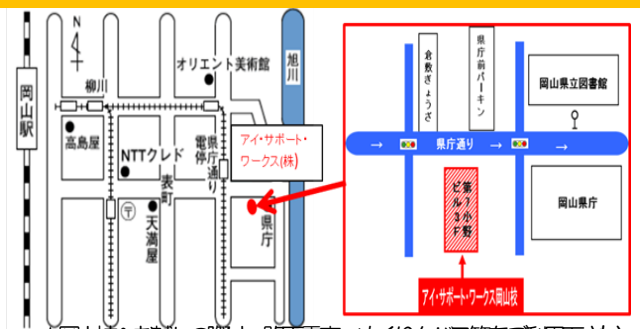 N
オリエント美術館
旭川
柳川
岡山駅
高島屋
県庁通り
電停
NTTクレド
表町
〒
天満屋
県庁
アイ・サポート・
ワークス(株)
倉敷ぎょうざ
県庁前パーキン
岡山県立図書館
→ 県庁通り → →
第7小野
ビル3F
岡山県庁
アイ・サポート・ワークス岡山校